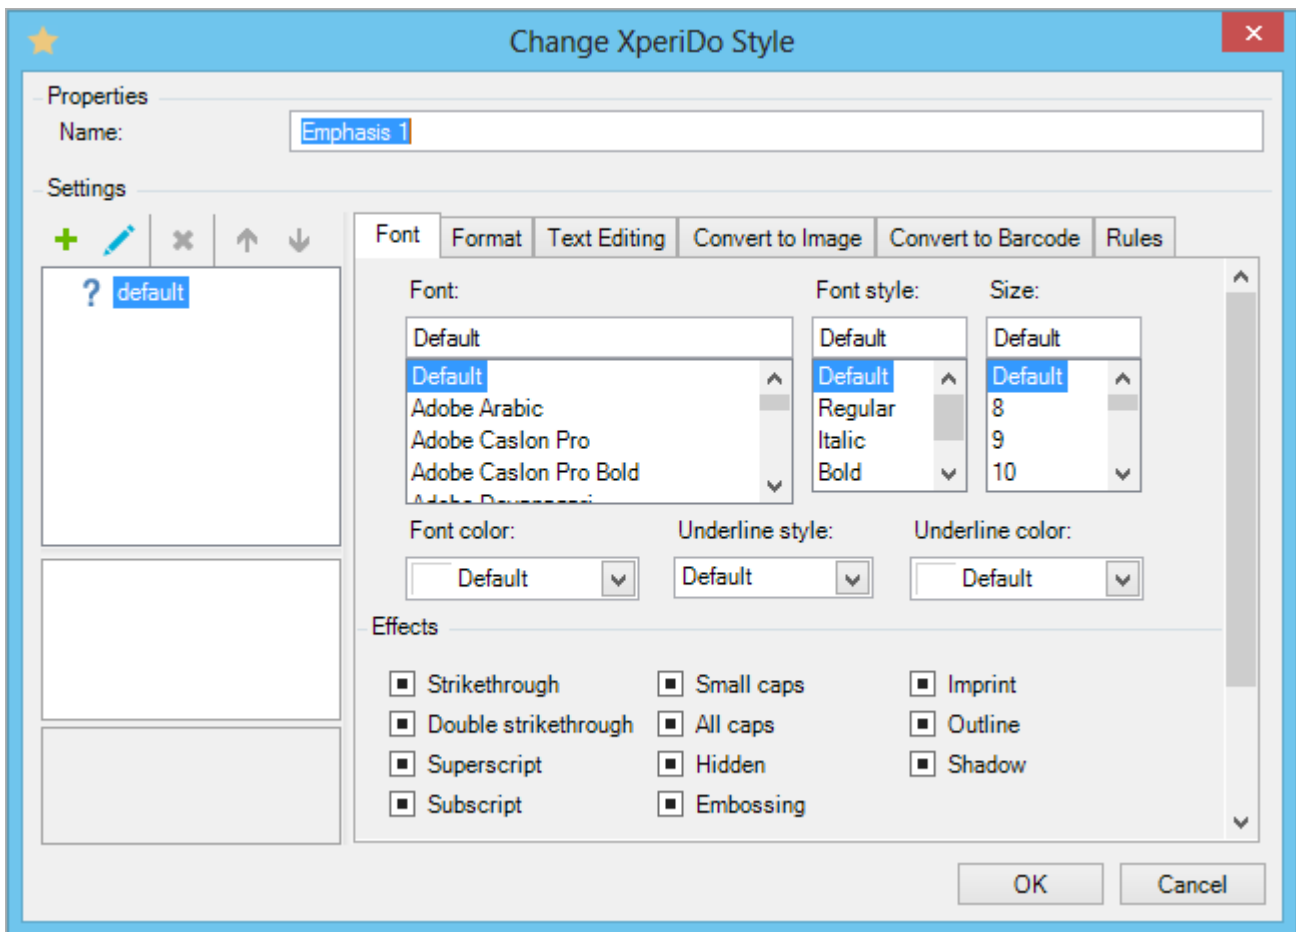 Change XperiDo Style
Properties
Name: Emphasis 1
Settings
Font Format Text Editing Convert to Image Convert to Barcode Rules
? default
Font: Font style: Size:
Default Default Default
Default Default Default
Adobe Arabic Regular 8
Adobe Caslon Pro Italic 9
Adobe Caslon Pro Bold Bold 10
Adobe Devanagari
Font color: Underline style: Underline color:
Default Default Default
Effects
Strikethrough Small caps Imprint
Double strikethrough All caps Outline
Superscript Hidden Shadow
Subscript Embossing
OK Cancel